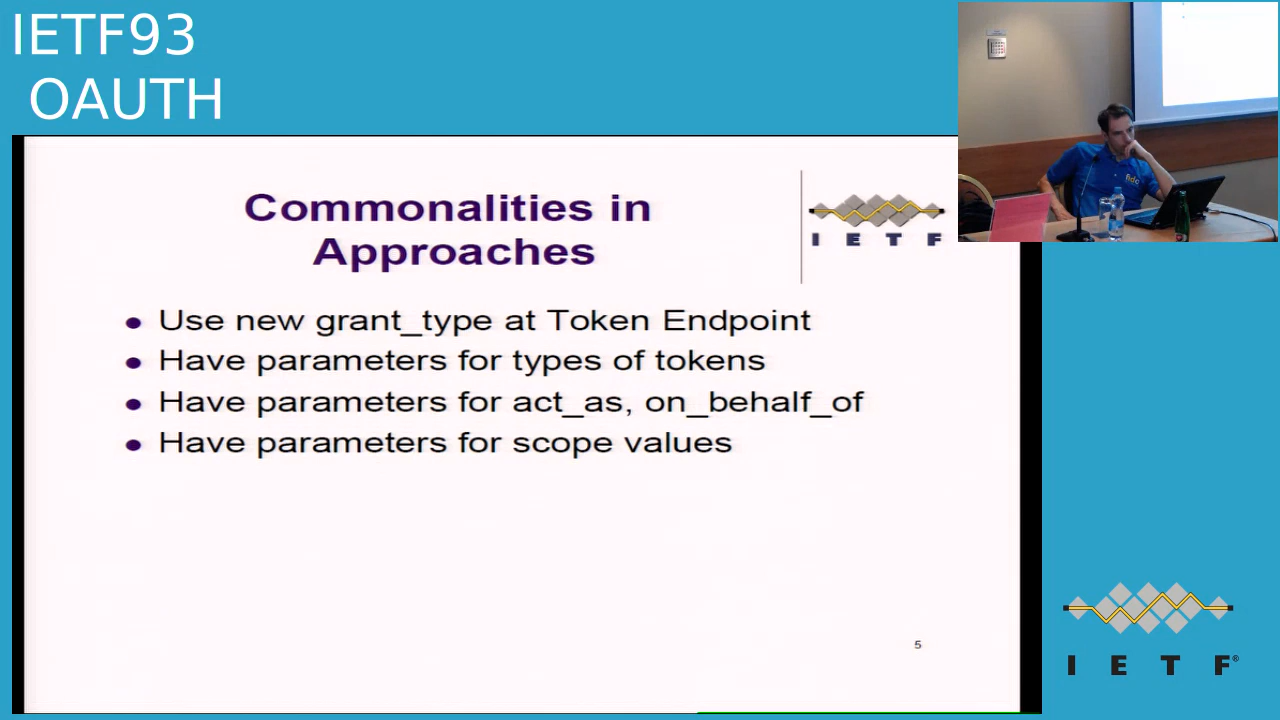 IETF93
OAUTH
Commonalities in
Approaches
I E T F
• Use new grant_type at Token Endpoint
• Have parameters for types of tokens
• Have parameters for act_as, on_behalf_of
• Have parameters for scope values
5
I E T F®